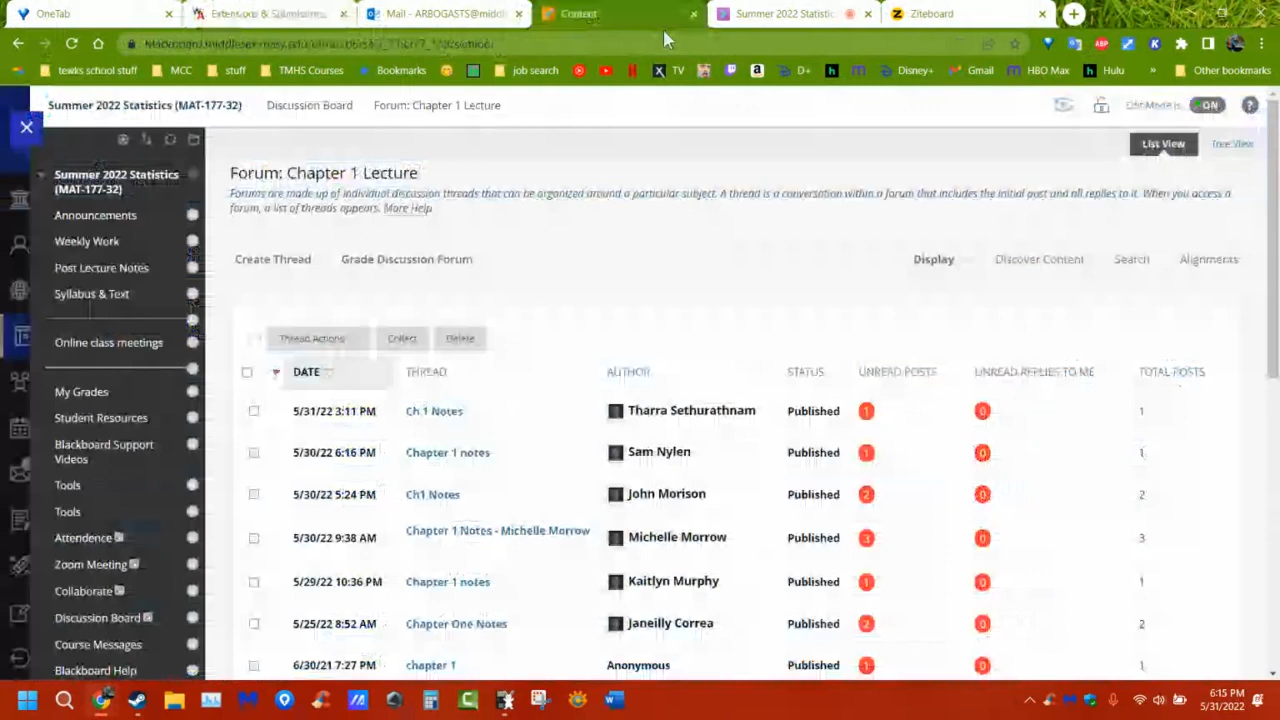 OneTab
Extensions & Submissions
Mail - ARBOGASTS@middl
Content
Summer 2022 Statistic
Ziteboard
tewks school stuff
MCC
stuff
TMHS Courses
Bookmarks
job search
TV
D+
Disney+
Gmail
HBO Max
Hulu
»
Other bookmarks
Summer 2022 Statistics (MAT-177-32)
Discussion Board
Forum: Chapter 1 Lecture
Edit Mode is:
ON
?
List View
Tree View
Forum: Chapter 1 Lecture
Forums are made up of individual discussion threads that can be organized around a particular subject. A thread is a conversation within a forum that includes the initial post and all replies to it. When you access a
forum, a list of threads appears. More Help
Create Thread
Grade Discussion Forum
Display
Discover Content
Search
Alignments
Thread Actions
Collect
Delete
DATE
THREAD
AUTHOR
STATUS
UNREAD POSTS
UNREAD REPLIES TO ME
TOTAL POSTS
5/31/22 3:11 PM
Ch 1 Notes
Tharra Sethurathnam
Published
1
0
1
5/30/22 6:16 PM
Chapter 1 notes
Sam Nylen
Published
1
0
1
5/30/22 5:24 PM
Ch1 Notes
John Morison
Published
2
0
2
5/30/22 9:38 AM
Chapter 1 Notes - Michelle Morrow
Michelle Morrow
Published
3
0
3
5/29/22 10:36 PM
Chapter 1 notes
Kaitlyn Murphy
Published
1
0
1
5/25/22 8:52 AM
Chapter One Notes
Janeilly Correa
Published
2
0
2
6/30/21 7:27 PM
chapter 1
Anonymous
Published
1
0
1
Summer 2022 Statistics
(MAT-177-32)
Announcements
Weekly Work
Post Lecture Notes
Syllabus & Text
Online class meetings
My Grades
Student Resources
Blackboard Support
Videos
Tools
Tools
Attendence
Zoom Meeting
Collaborate
Discussion Board
Course Messages
Blackboard Help
6:15 PM
5/31/2022